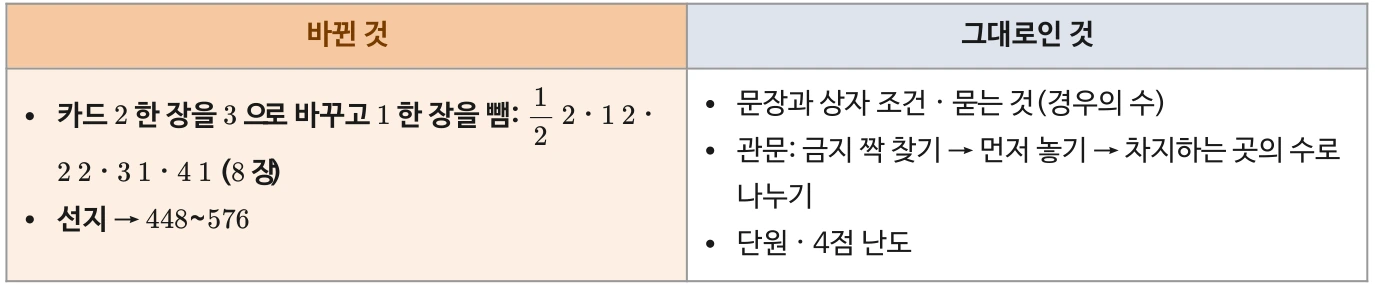 바뀐 것
그대로인 것
• 카드 2 한 장을 3 으로 바꾸고 1 한 장을 뺌: 1/2 2 · 1 2 ·
2 2 · 3 1 · 4 1 (8 장)
• 선지 → 448~576
• 문장과 상자 조건 · 묻는 것(경우의 수)
• 관문: 금지 짝 찾기 → 먼저 놓기 → 차지하는 곳의 수로
나누기
• 단원 · 4점 난도